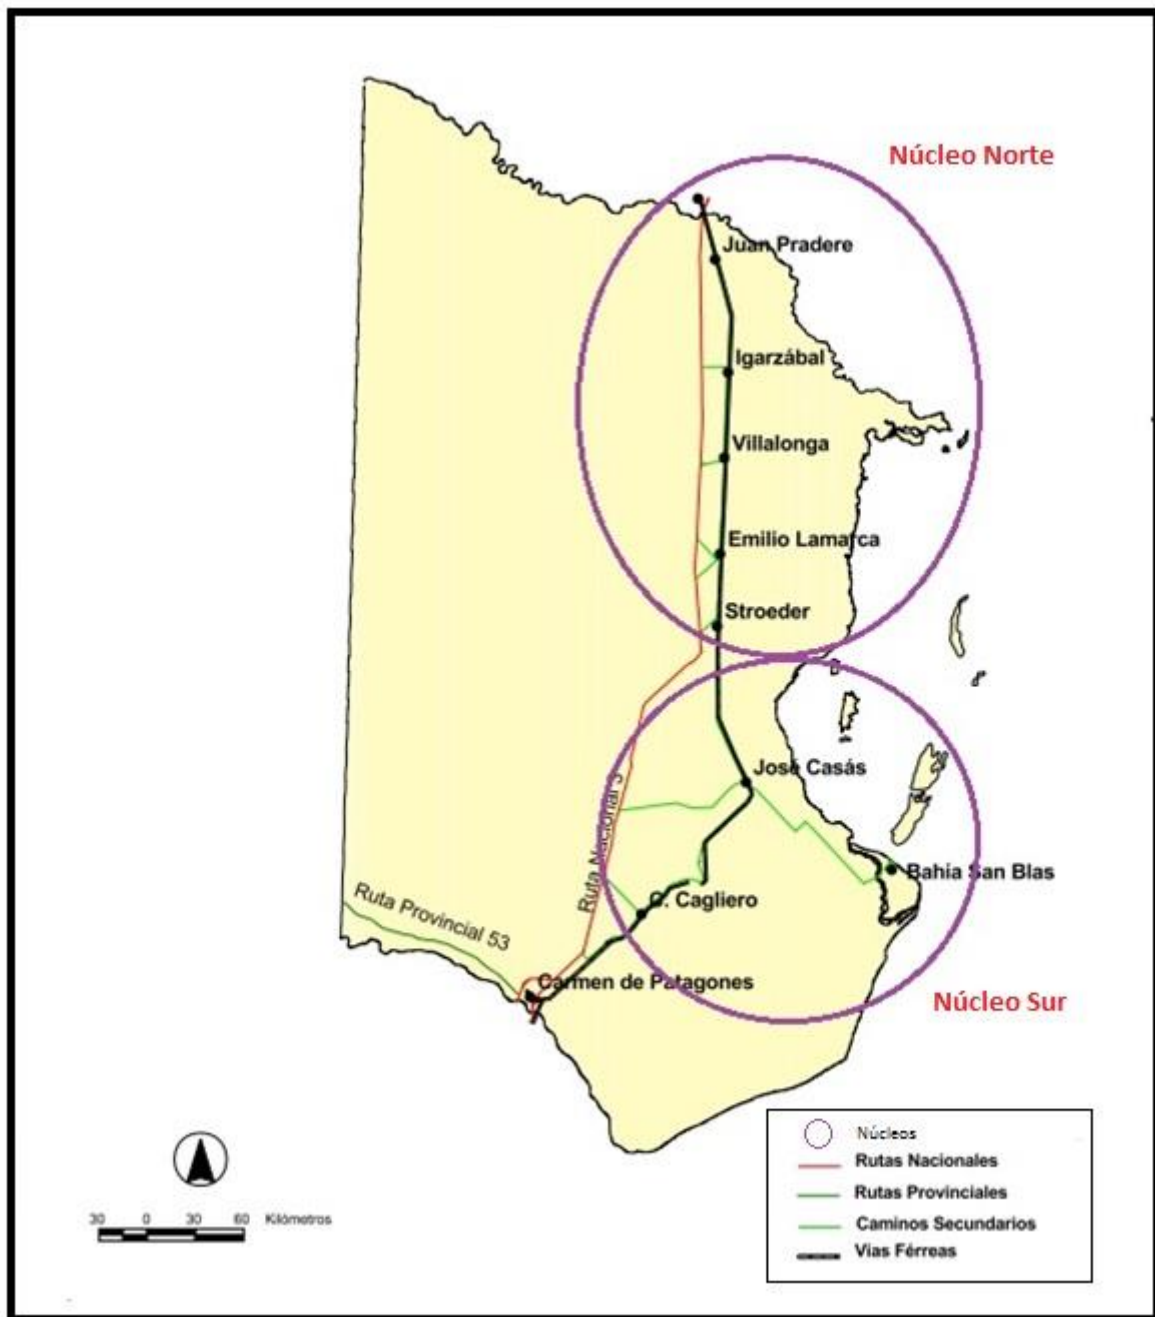 Núcleo Norte
Juan Pradere
Igarzábal
Villalonga
Emilio Lamarca
Stroeder
José Casás
Ruta Nacional 3
Bahía San Blas
C. Cagliero
Ruta Provincial 53
Carmen de Patagones
Núcleo Sur
Núcleos
Rutas Nacionales
Rutas Provinciales
Caminos Secundarios
Vias Férreas
30 0 30 60 Kilómetros